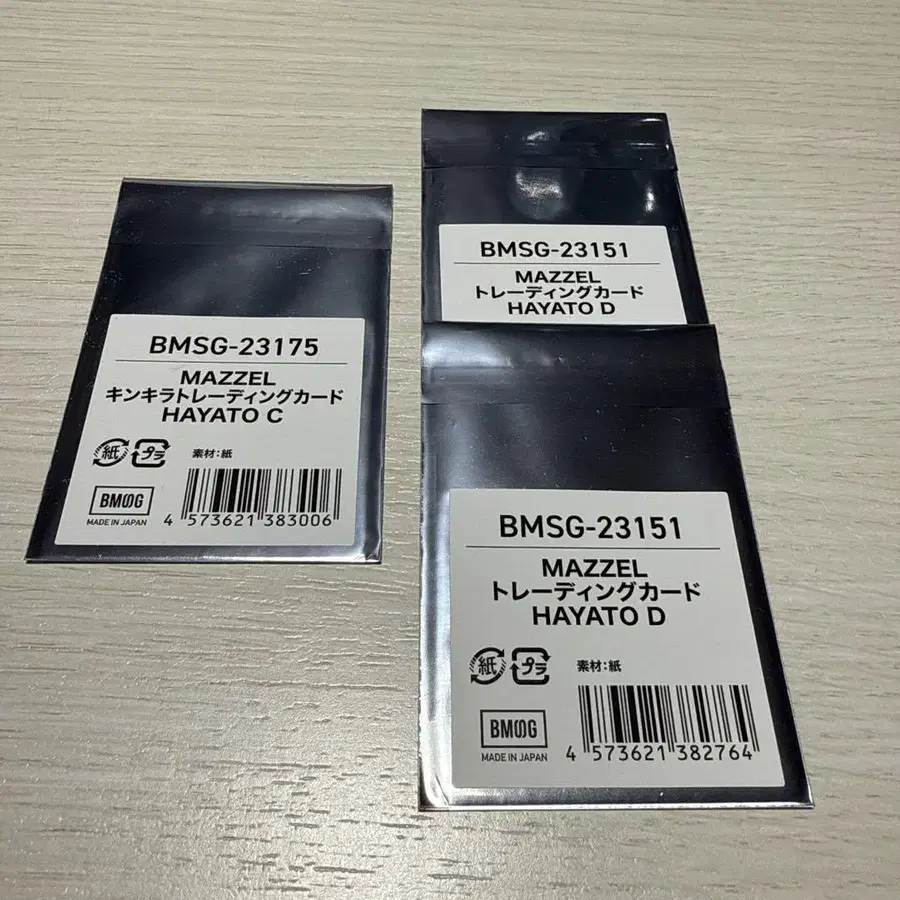 BMSG-23175
MAZZEL
キンキラトレーディングカード
HAYATO C
紙 プラ 素材:紙
BMSG
MADE IN JAPAN
4 573621 383006
BMSG-23151
MAZZEL
トレーディングカード
HAYATO D
BMSG-23151
MAZZEL
トレーディングカード
HAYATO D
紙 プラ 素材:紙
BMSG
MADE IN JAPAN
4 573621 382764